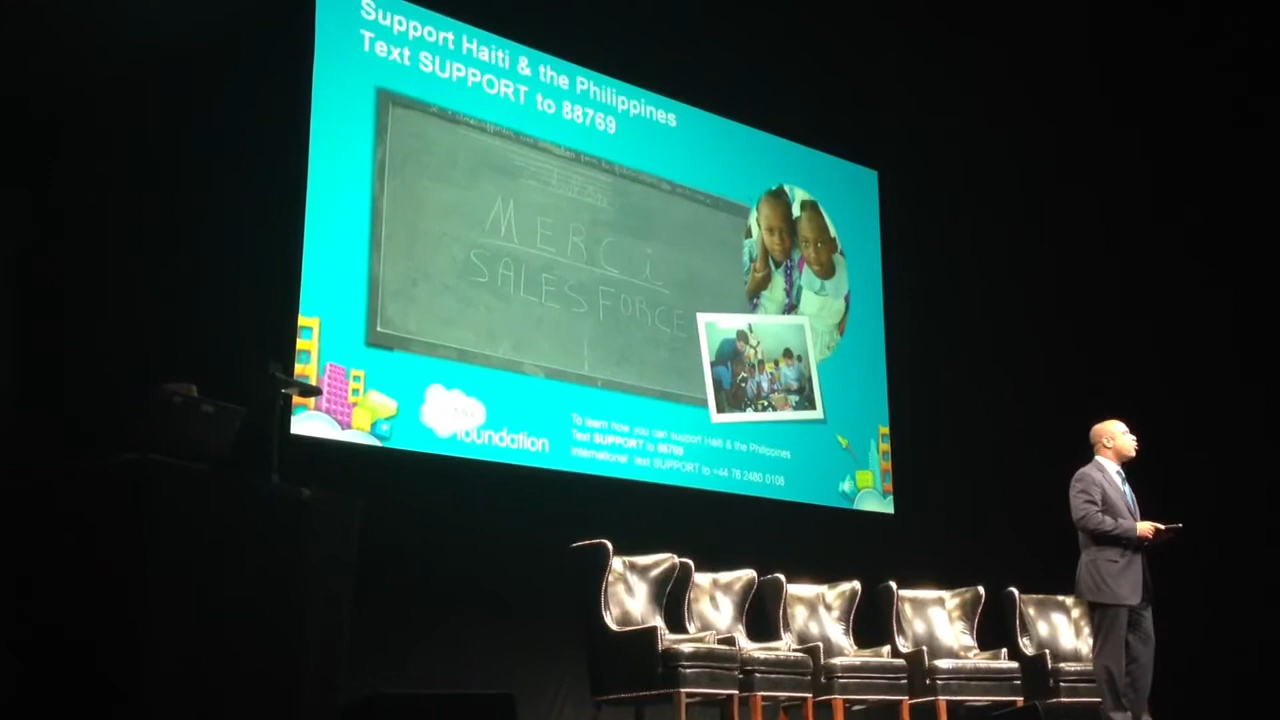 Support Haiti & the Philippines
Text SUPPORT to 88769
MERCi
SALESFORCE
foundation
To learn how you can support Haiti & the Philippines
Text SUPPORT to 88769
International text SUPPORT to +44 76 2480 0108